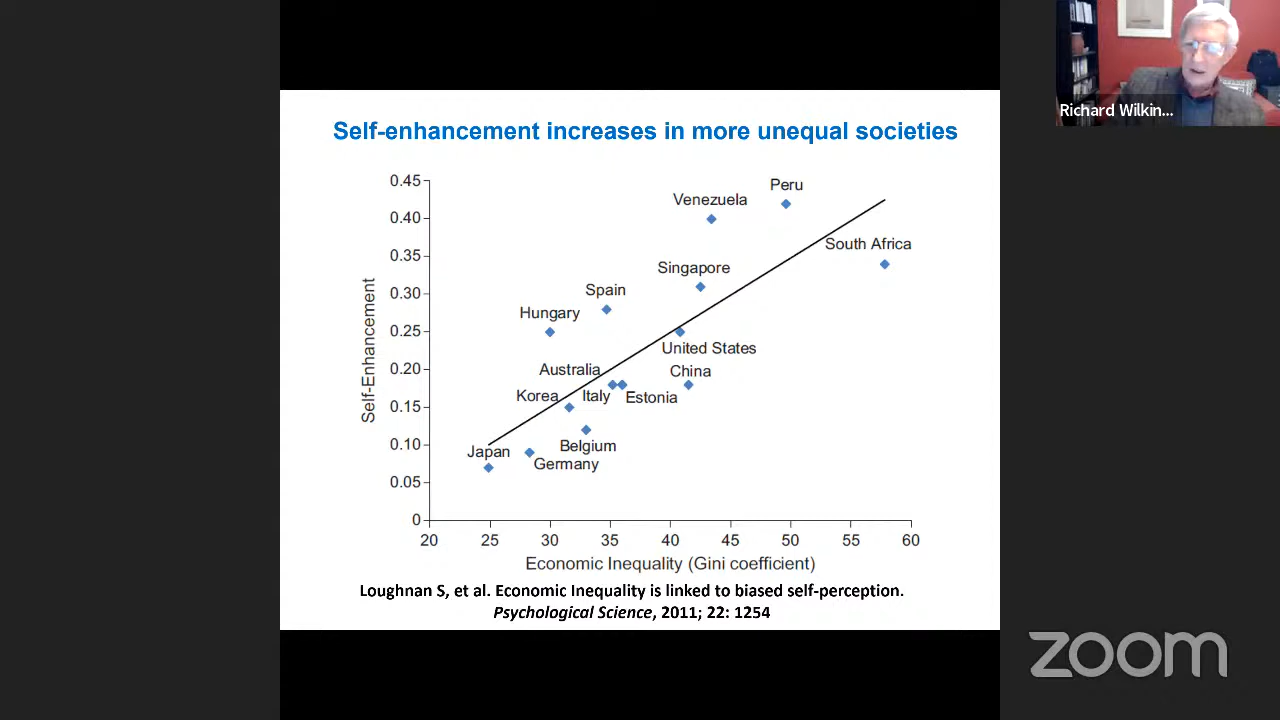 Richard Wilkin...
Self-enhancement increases in more unequal societies
0.45
0.40
0.35
0.30
0.25
0.20
0.15
0.10
0.05
0
Self-Enhancement
Peru
Venezuela
South Africa
Singapore
Spain
Hungary
United States
Australia
China
Korea
Italy
Estonia
Belgium
Japan
Germany
20 25 30 35 40 45 50 55 60
Economic Inequality (Gini coefficient)
Loughnan S, et al. Economic Inequality is linked to biased self-perception.
Psychological Science, 2011; 22: 1254
zoom